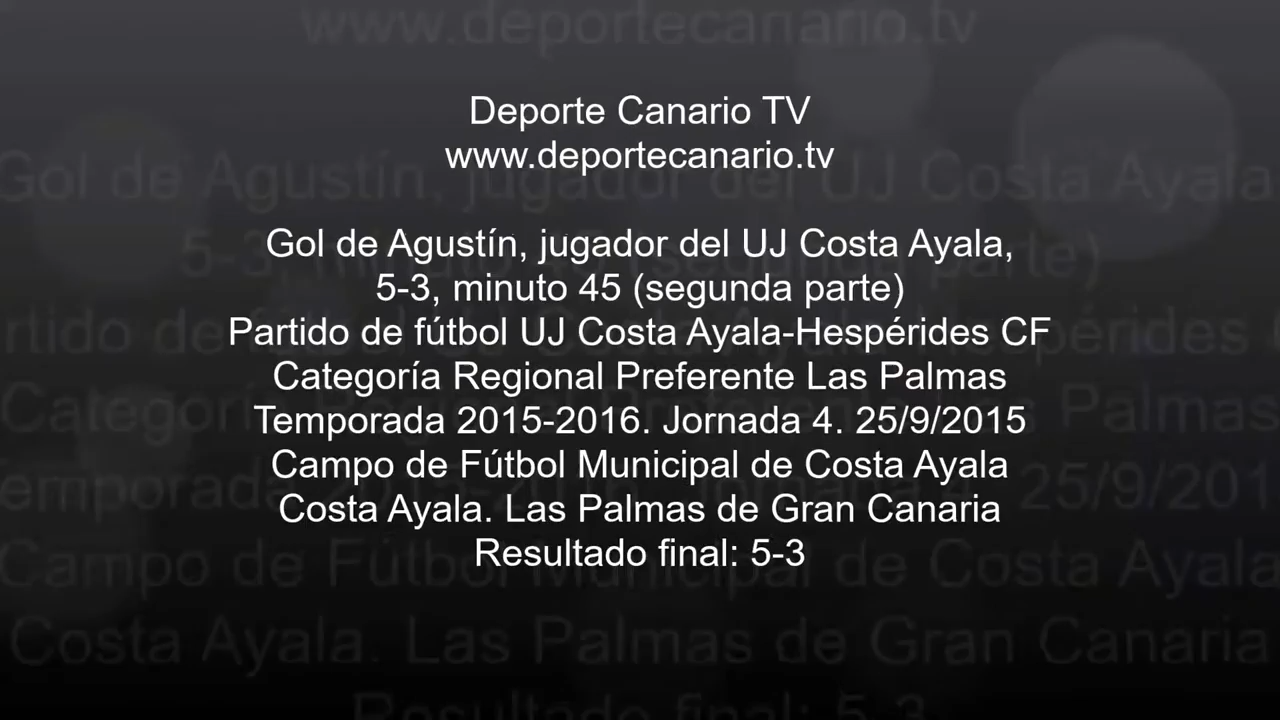 Deporte Canario TV
www.deportecanario.tv
Gol de Agustín, jugador del UJ Costa Ayala,
5-3, minuto 45 (segunda parte)
Partido de fútbol UJ Costa Ayala-Hespérides CF
Categoría Regional Preferente Las Palmas
Temporada 2015-2016. Jornada 4. 25/9/2015
Campo de Fútbol Municipal de Costa Ayala
Costa Ayala. Las Palmas de Gran Canaria
Resultado final: 5-3